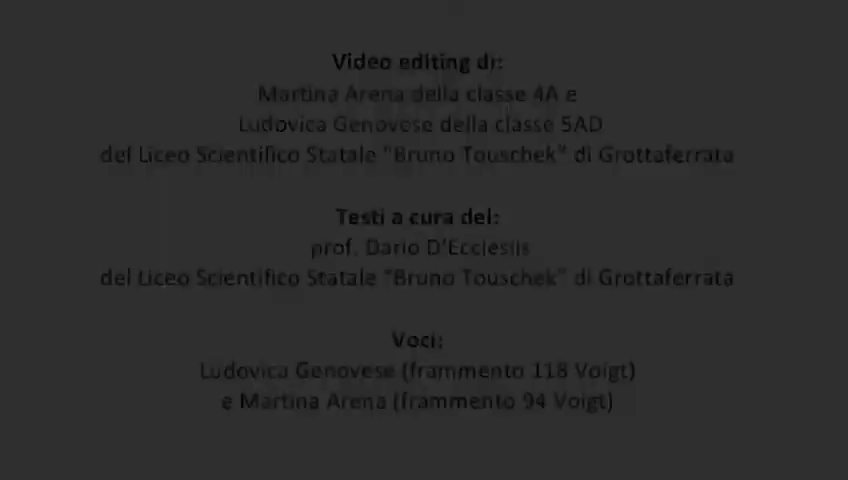 Video editing di:
Martina Arena della classe 4A e
Ludovica Genovese della classe 5AD
del Liceo Scientifico Statale "Bruno Touschek" di Grottaferrata
Testi a cura del:
prof. Dario D'Ecclesiis
del Liceo Scientifico Statale "Bruno Touschek" di Grottaferrata
Voci:
Ludovica Genovese (frammento 118 Voigt)
e Martina Arena (frammento 94 Voigt)